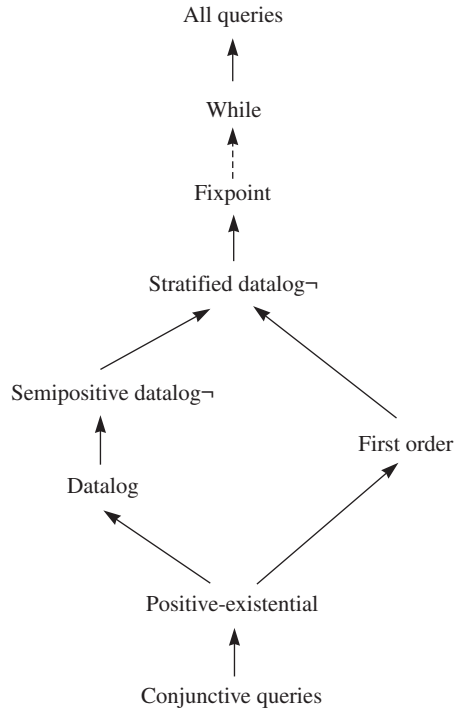 All queries
While
Fixpoint
Stratified datalog¬
Semipositive datalog¬
First order
Datalog
Positive-existential
Conjunctive queries